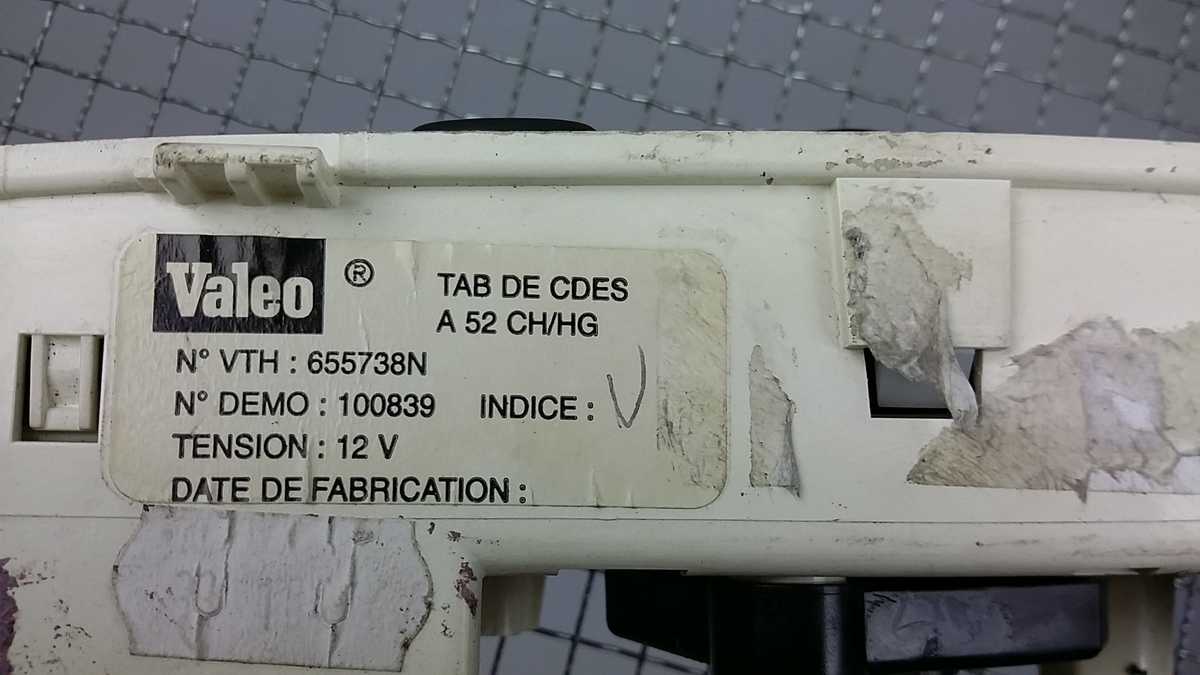 Valeo ®
TAB DE CDES
A 52 CH/HG
N° VTH : 655738N
N° DEMO : 100839 INDICE : V
TENSION : 12 V
DATE DE FABRICATION :